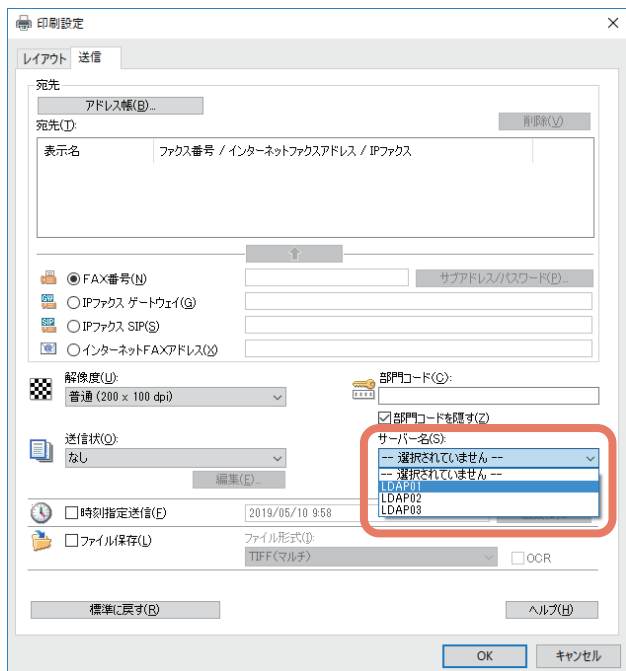 印刷設定
レイアウト 送信
宛先
アドレス帳(B)...
宛先(T):
削除(V)
表示名 ファクス番号 / インターネットファクスアドレス / IPファクス
FAX番号(N) サブアドレス/パスワード(P)...
IPファクス ゲートウェイ(G)
IPファクス SIP(S)
インターネットFAXアドレス(X)
解像度(U): 部門コード(C):
普通 (200 x 100 dpi)
部門コードを隠す(Z)
送信状(O): サーバー名(S):
なし -- 選択されていません --
-- 選択されていません --
編集(E)... LDAP01
LDAP02
時刻指定送信(F) 2019/05/10 9:58 LDAP03
ファイル保存(L) ファイル形式(I):
TIFF(マルチ) OCR
標準に戻す(R) ヘルプ(H)
OK キャンセル